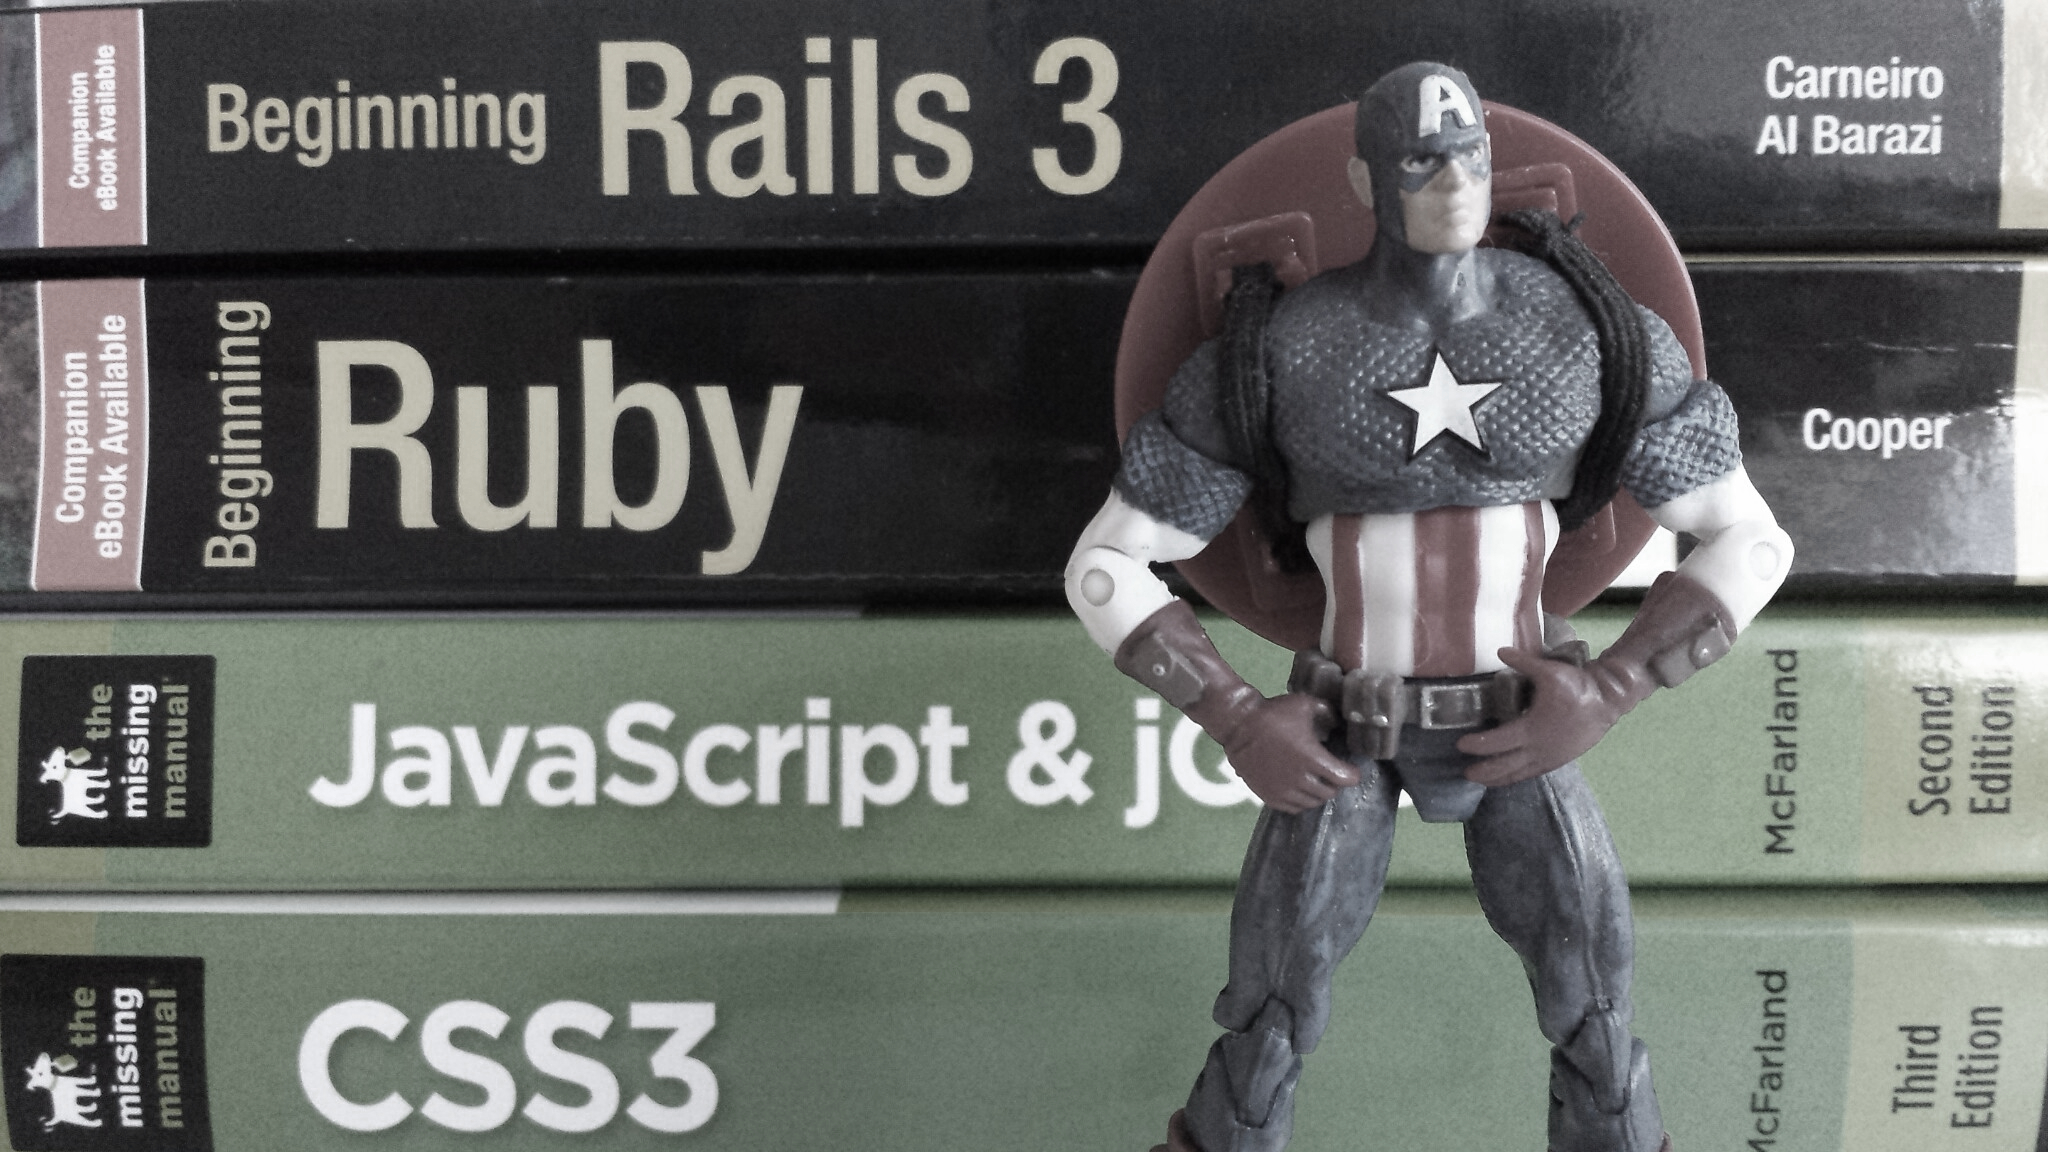 Companion
eBook Available
Beginning Rails 3
Carneiro
Al Barazi
A
Companion
eBook Available
Beginning
Ruby
Cooper
the
missing
manual
JavaScript & jQ
McFarland
Second
Edition
the
missing
manual
CSS3
McFarland
Third
Edition